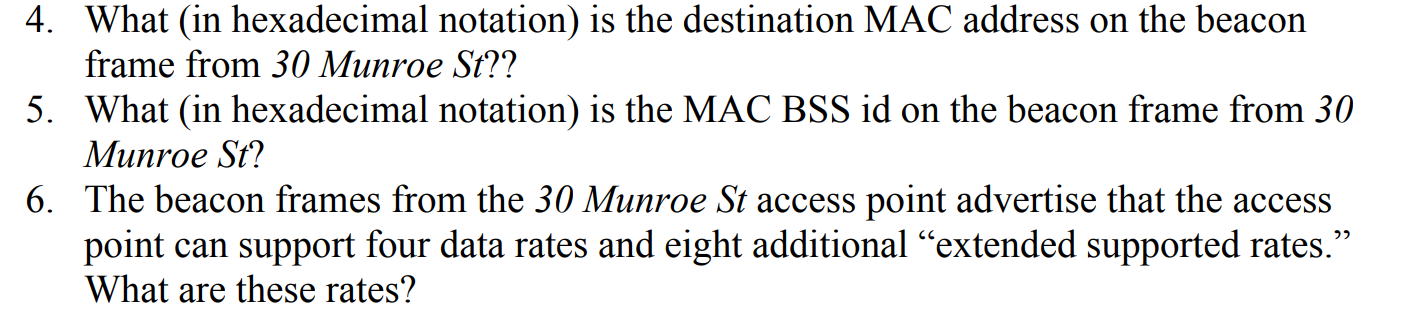 4. What (in hexadecimal notation) is the destination MAC address on the beacon
frame from 30 Munroe St??
5. What (in hexadecimal notation) is the MAC BSS id on the beacon frame from 30
Munroe St?
6. The beacon frames from the 30 Munroe St access point advertise that the access
point can support four data rates and eight additional “extended supported rates.”
What are these rates?